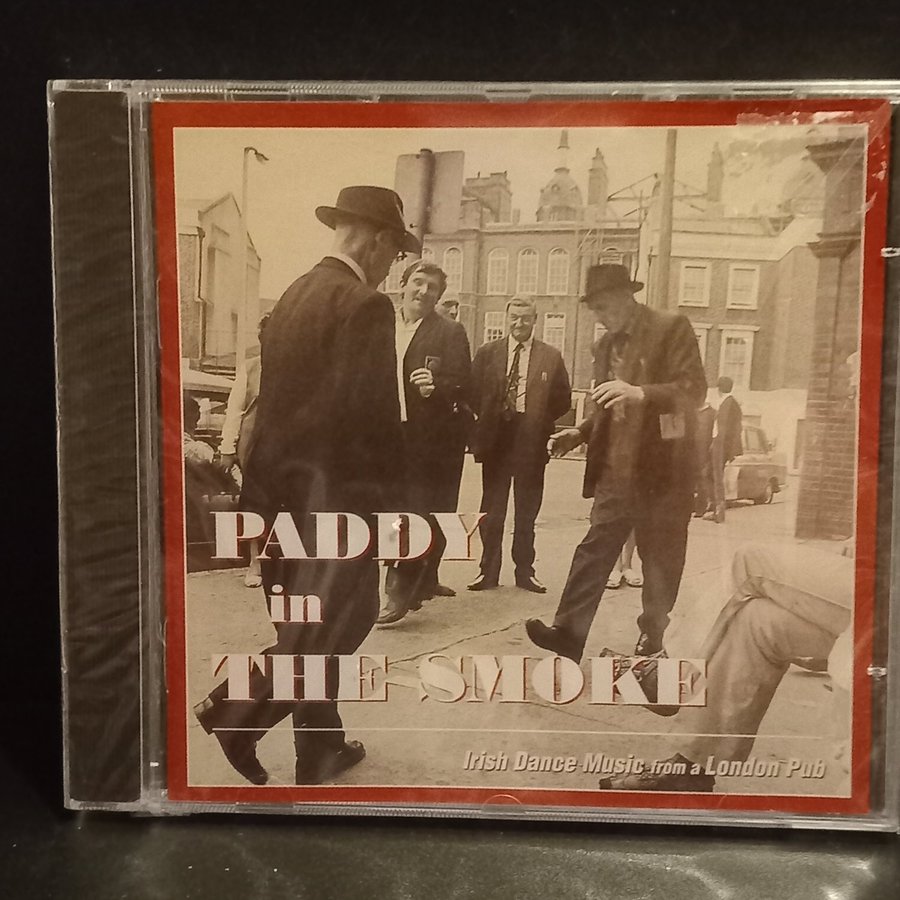 PADDY
in
THE SMOKE
Irish Dance Music from a London Pub